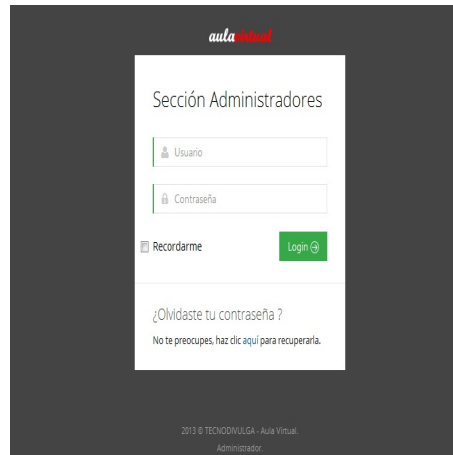 aulavirtual
Sección Administradores
Usuario
Contraseña
Recordarme
Login
¿Olvidaste tu contraseña ?
No te preocupes, haz clic aquí para recuperarla.
2013 © TECNODIVULGA - Aula Virtual.
Administrador.